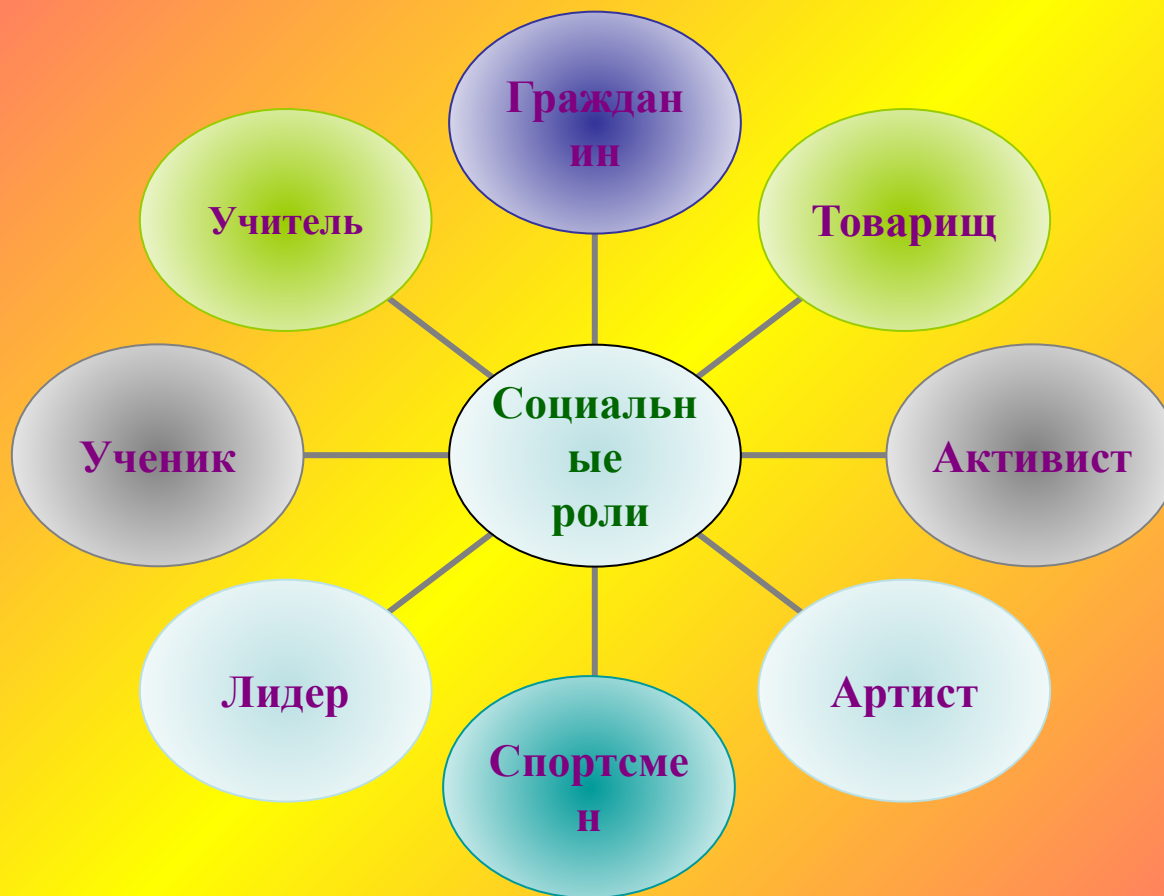 Граждан
ин
Учитель
Товарищ
Социальн
ые
роли
Ученик
Активист
Лидер
Артист
Спортсме
н